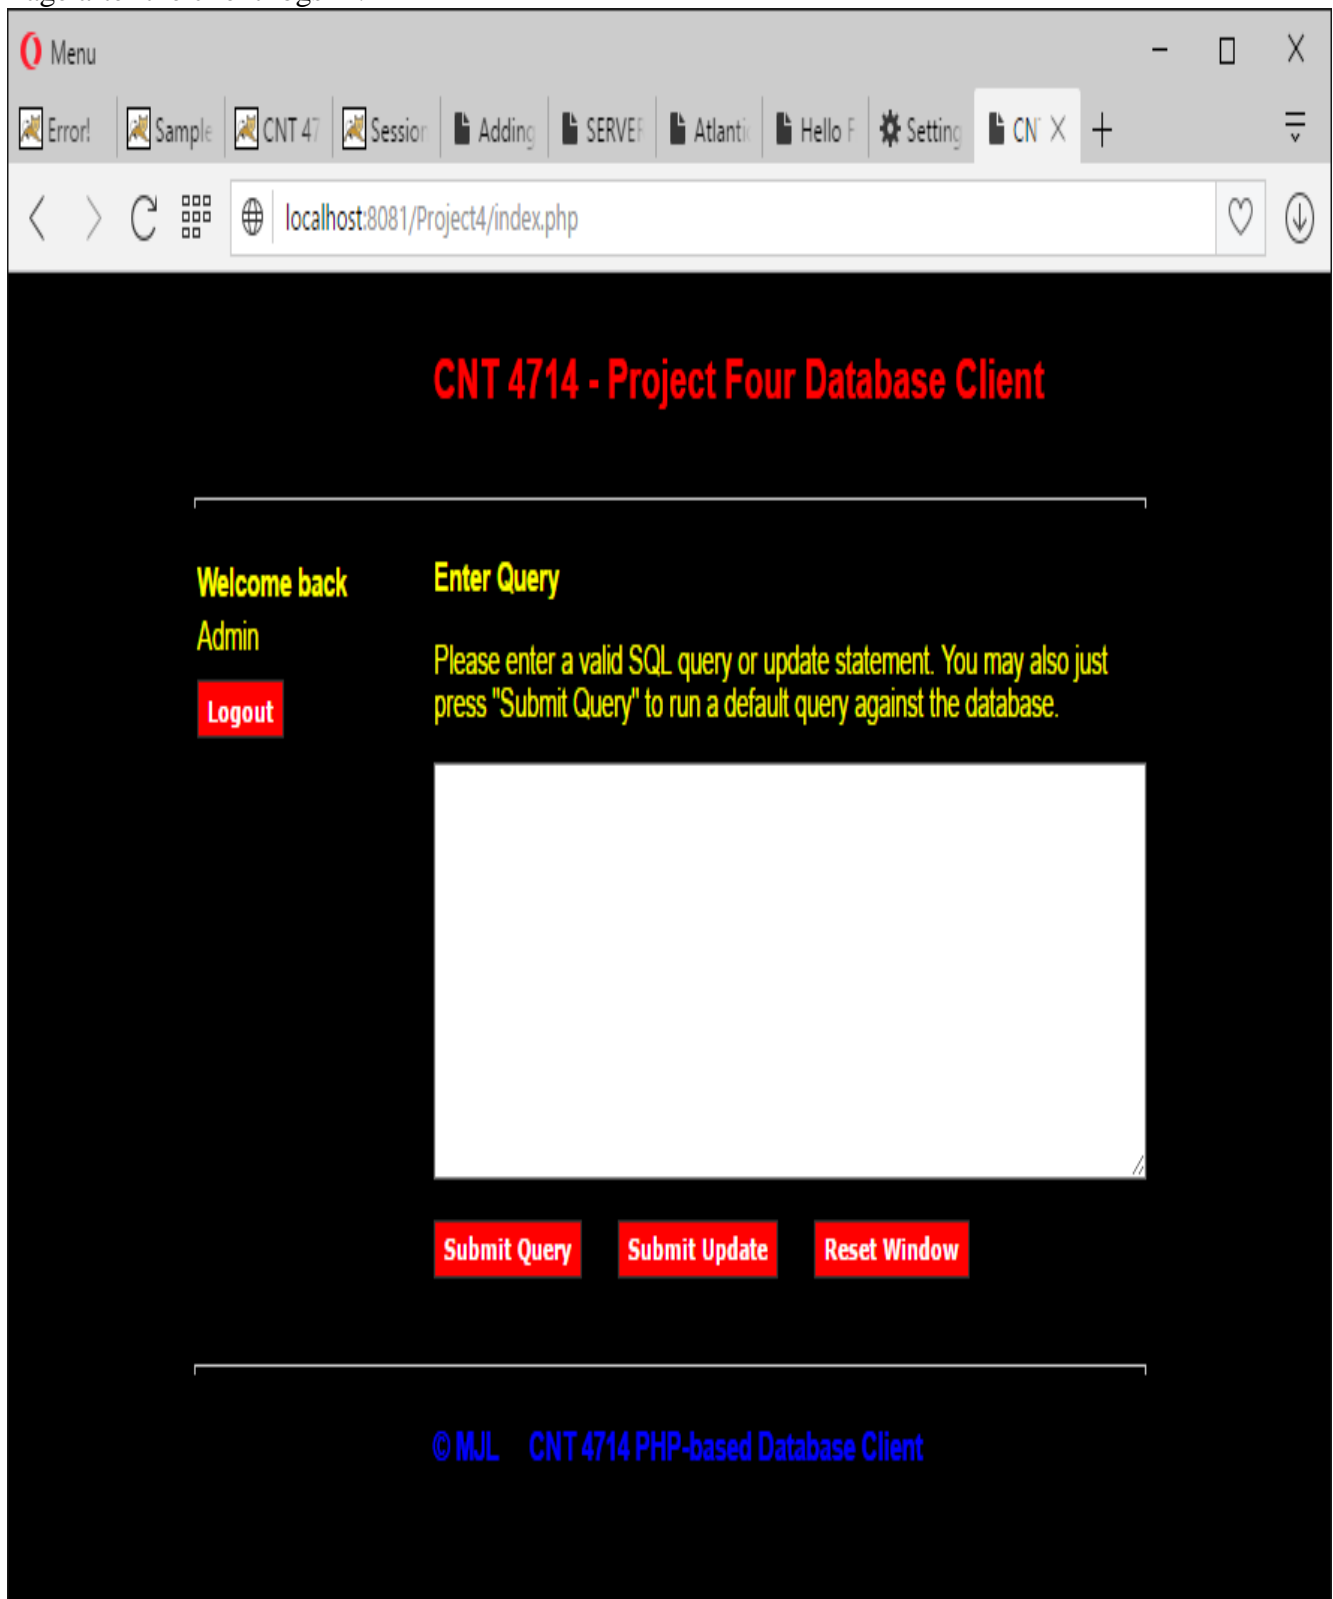 Menu
Error! Sample CNT 47 Session Adding SERVER Atlantic Hello F Setting CN
localhost:8081/Project4/index.php
CNT 4714 - Project Four Database Client
Welcome back
Admin
Logout
Enter Query
Please enter a valid SQL query or update statement. You may also just
press "Submit Query" to run a default query against the database.
Submit Query Submit Update Reset Window
© MJL CNT 4714 PHP-based Database Client